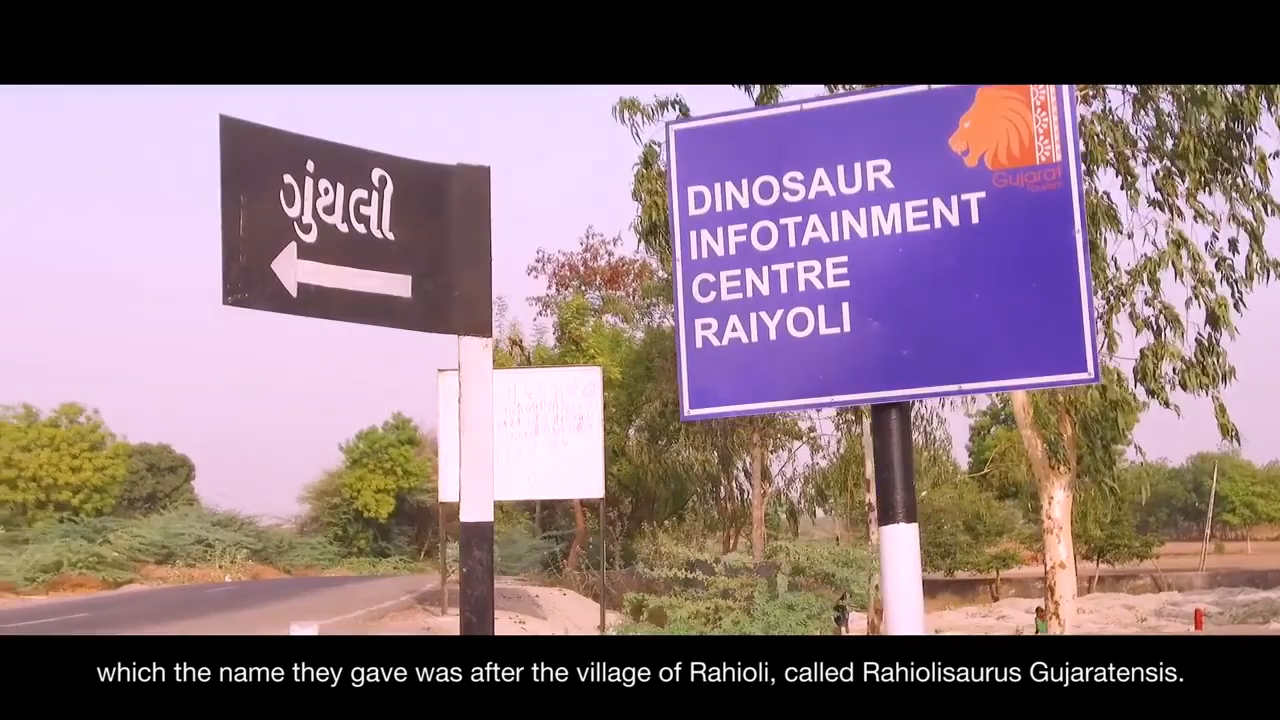 ગુંથલી
DINOSAUR
INFOTAINMENT
CENTRE
RAIYOLI
Gujarat
Tourism
which the name they gave was after the village of Rahioli, called Rahiolisaurus Gujaratensis.